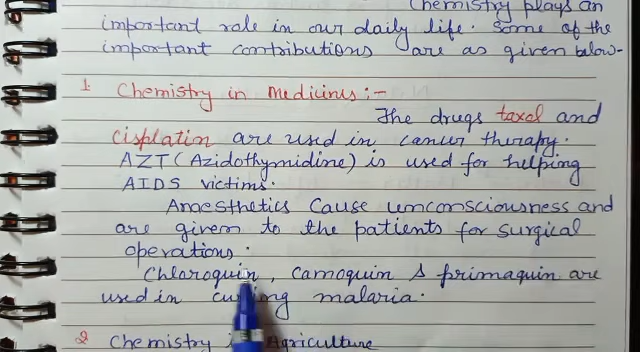 Chemistry plays an
important role in our daily life. Some of the
important contributions are as given below-
1. Chemistry in Medicines:-
The drugs taxol and
cisplatin are used in cancer therapy.
AZT (Azidothymidine) is used for helping
AIDS victims.
Anesthetics Cause unconsciousness and
are given to the patients for surgical
operations.
Chloroquin, camoquin & primaquin are
used in curing malaria.
2 Chemistry in Agriculture